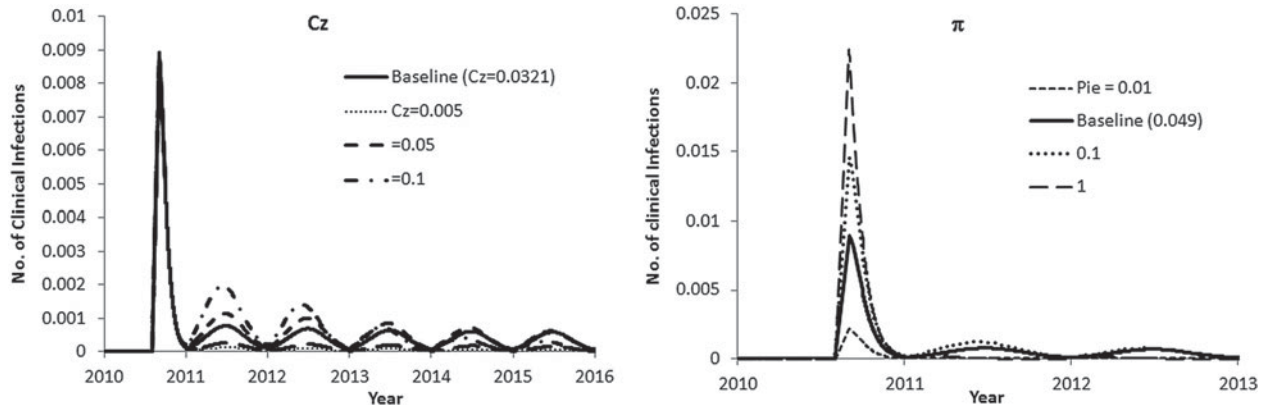 Cz
No. of Clinical Infections
0.01
0.009
0.008
0.007
0.006
0.005
0.004
0.003
0.002
0.001
0
Baseline (Cz=0.0321)
Cz=0.005
=0.05
=0.1
2010 2011 2012 2013 2014 2015 2016
Year
π
No. of clinical Infections
0.025
0.02
0.015
0.01
0.005
0
Pie = 0.01
Baseline (0.049)
0.1
1
2010 2011 2012 2013
Year